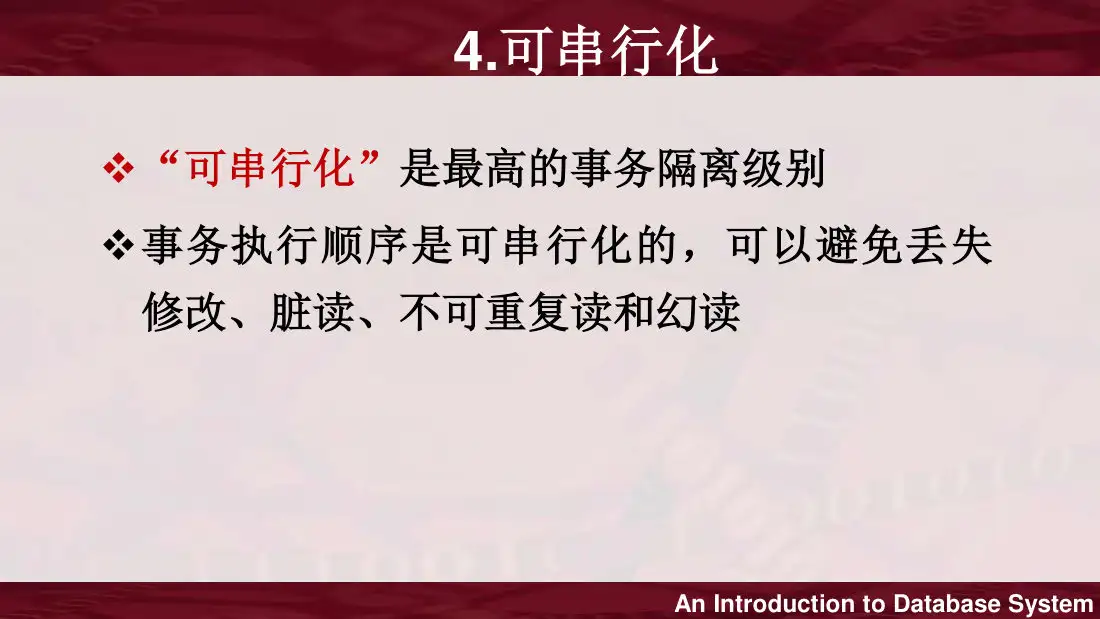 4.可串行化
❖“可串行化”是最高的事务隔离级别
❖事务执行顺序是可串行化的，可以避免丢失
修改、脏读、不可重复读和幻读
An Introduction to Database System